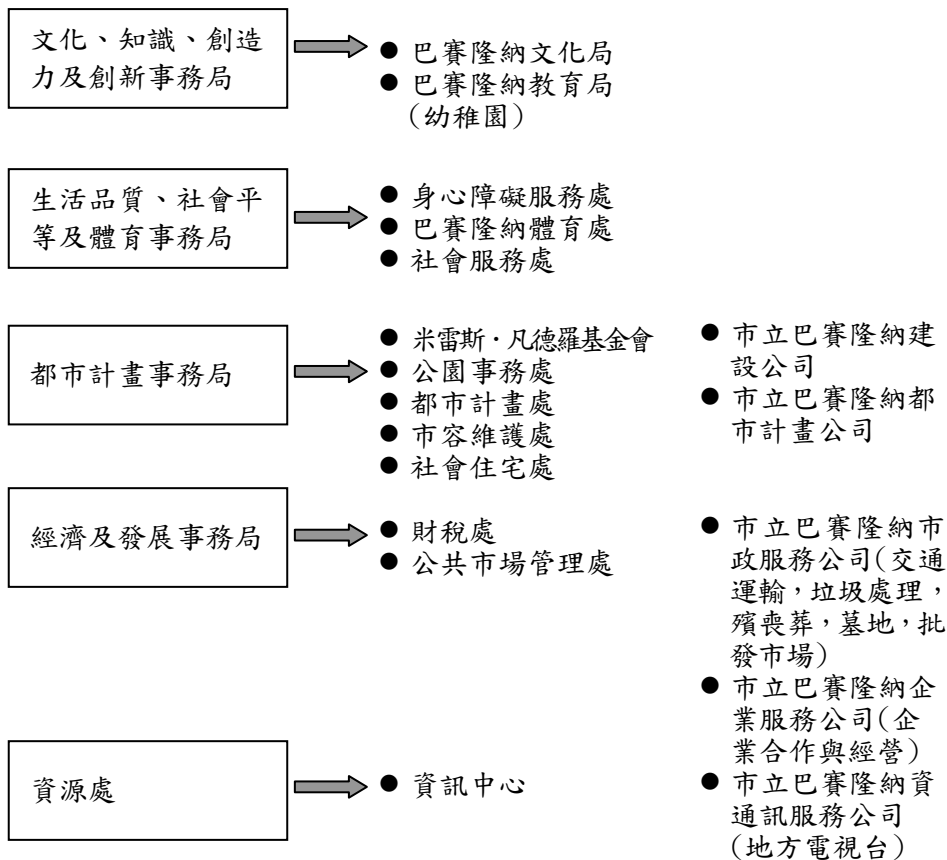 文化、知識、創造
力及創新事務局
● 巴賽隆納文化局
● 巴賽隆納教育局
(幼稚園)
生活品質、社會平
等及體育事務局
● 身心障礙服務處
● 巴賽隆納體育處
● 社會服務處
都市計畫事務局
● 米雷斯·凡德羅基金會
● 公園事務處
● 都市計畫處
● 市容維護處
● 社會住宅處
● 市立巴賽隆納建
設公司
● 市立巴賽隆納都
市計畫公司
經濟及發展事務局
● 財稅處
● 公共市場管理處
● 市立巴賽隆納市
政服務公司(交通
運輸,垃圾處理,
殯喪葬,墓地,批
發市場)
● 市立巴賽隆納企
業服務公司(企
業合作與經營)
資源處
● 資訊中心
● 市立巴賽隆納資
通訊服務公司
(地方電視台)